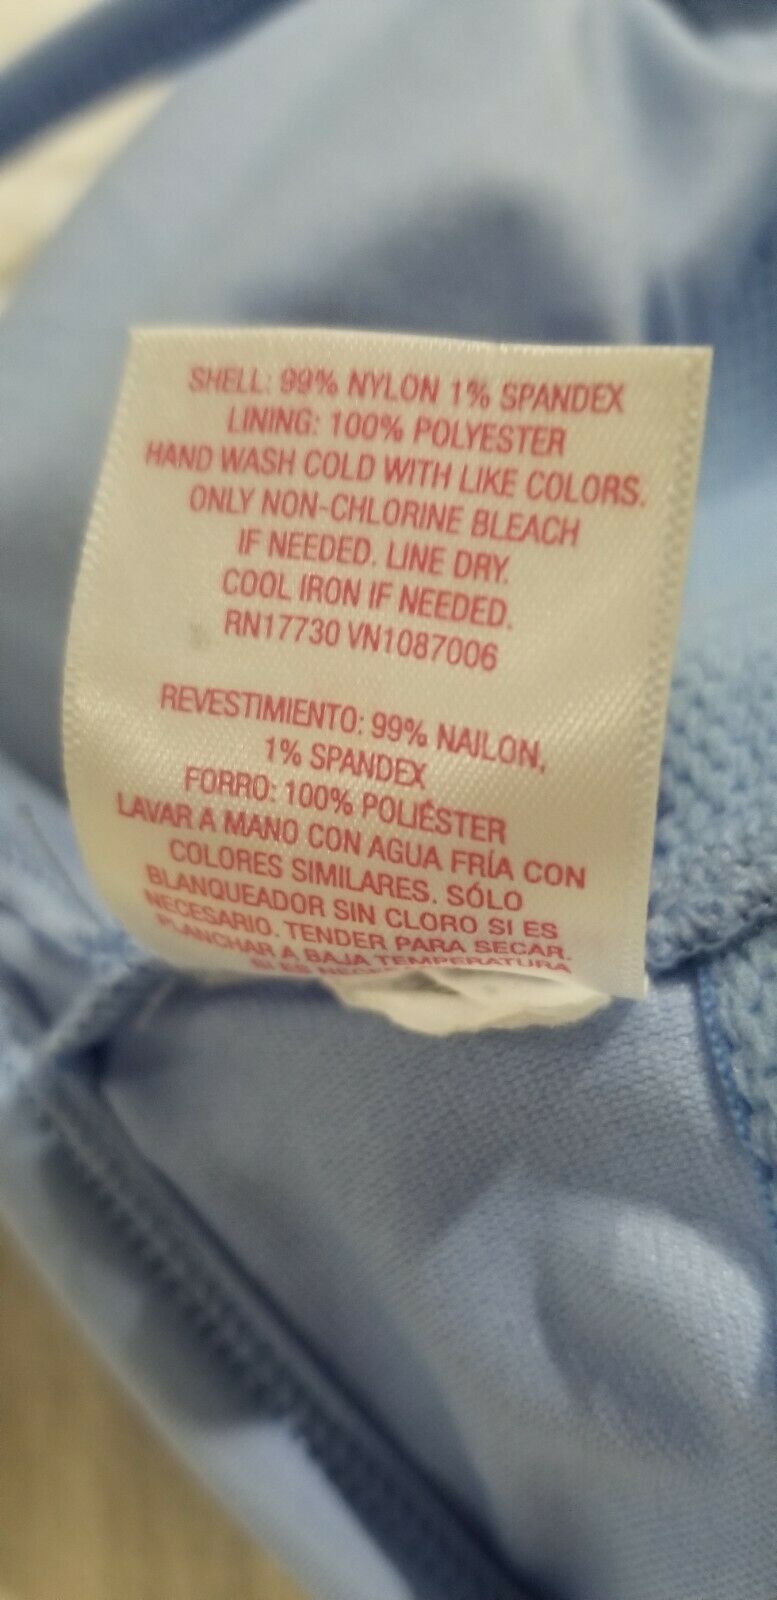 SHELL: 99% NYLON 1% SPANDEX
LINING: 100% POLYESTER
HAND WASH COLD WITH LIKE COLORS.
ONLY NON-CHLORINE BLEACH
IF NEEDED. LINE DRY.
COOL IRON IF NEEDED.
RN17730 VN1087006
REVESTIMIENTO: 99% NAILON,
1% SPANDEX
FORRO: 100% POLIÉSTER
LAVAR A MANO CON AGUA FRÍA CON
COLORES SIMILARES. SÓLO
BLANQUEADOR SIN CLORO SI ES
NECESARIO. TENDER PARA SECAR.
PLANCHAR A BAJA TEMPERATURA
SI ES